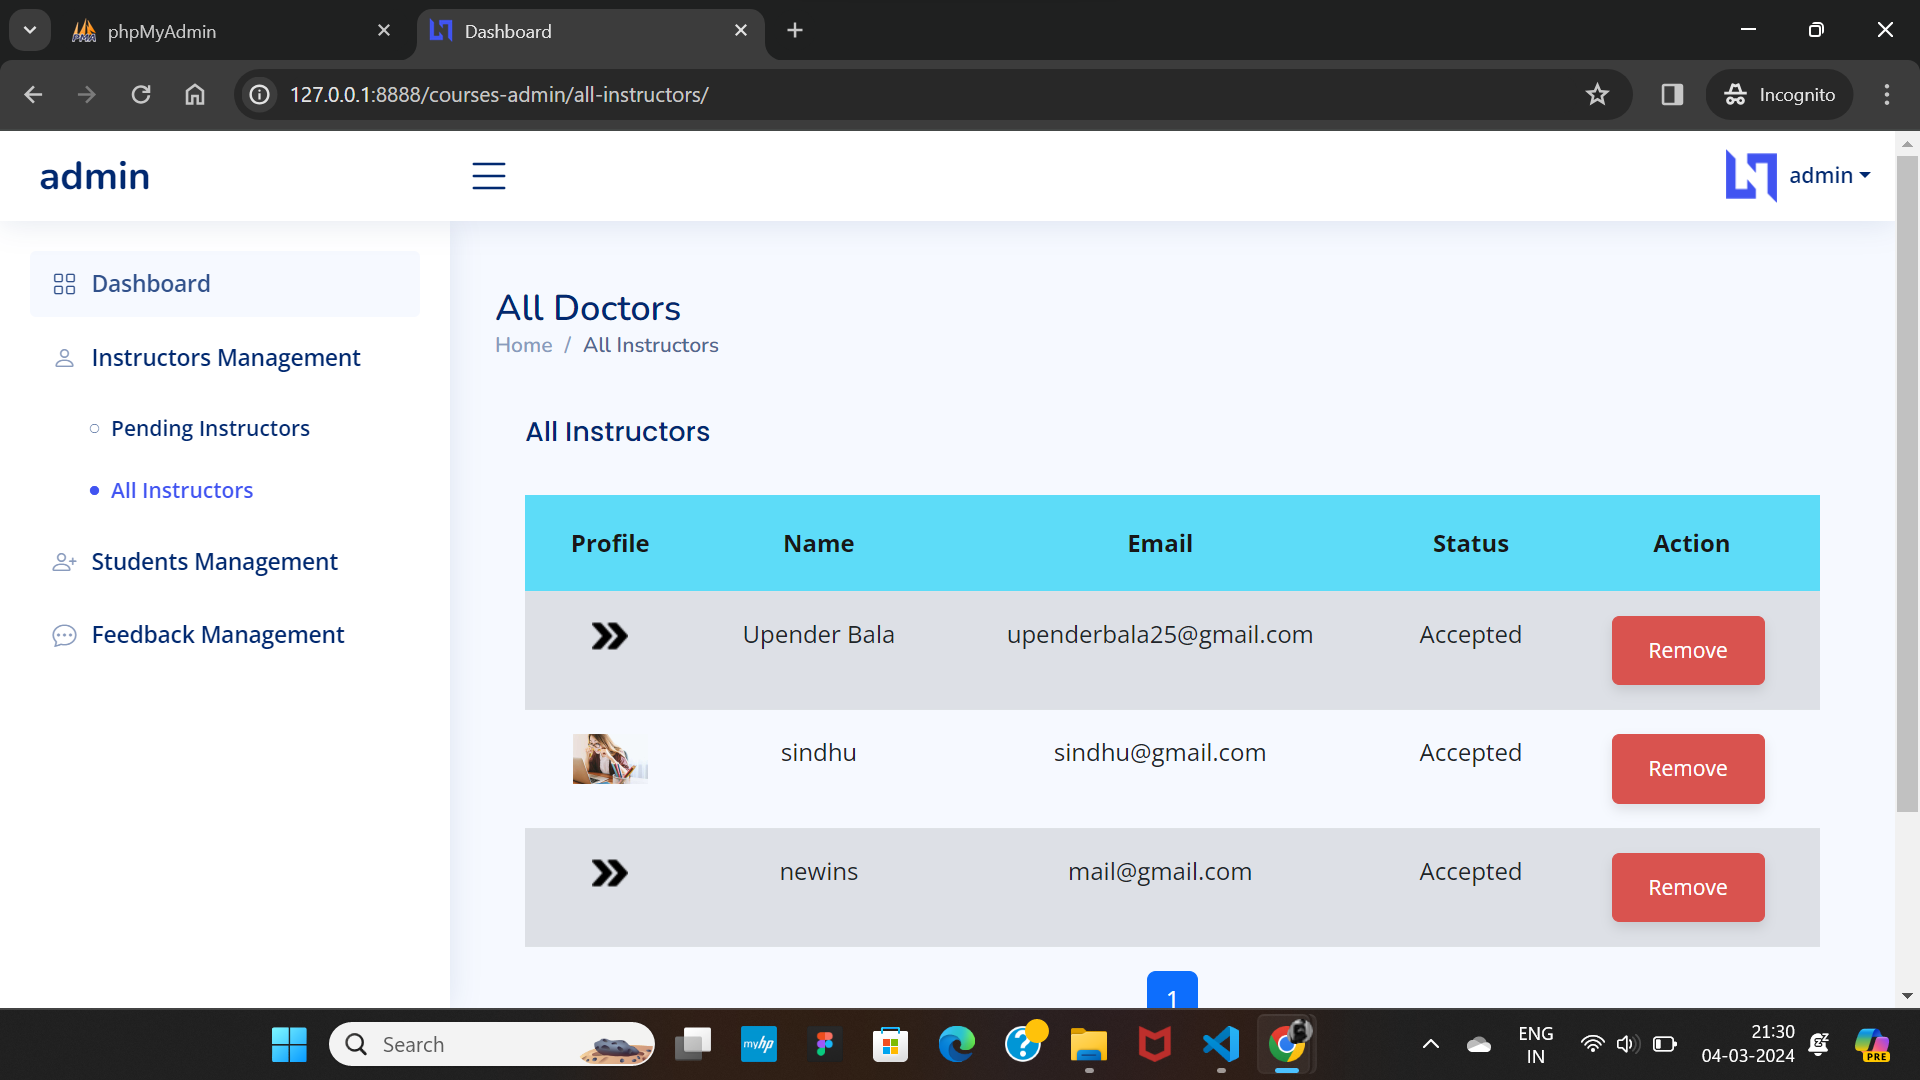 phpMyAdmin
Dashboard
127.0.0.1:8888/courses-admin/all-instructors/
Incognito
admin
admin
Dashboard
Instructors Management
Pending Instructors
All Instructors
Students Management
Feedback Management
All Doctors
Home / All Instructors
All Instructors
Profile Name Email Status Action
Upender Bala upenderbala25@gmail.com Accepted Remove
sindhu sindhu@gmail.com Accepted Remove
newins mail@gmail.com Accepted Remove
1
Search
myhp
ENG
IN
21:30
04-03-2024
PRE